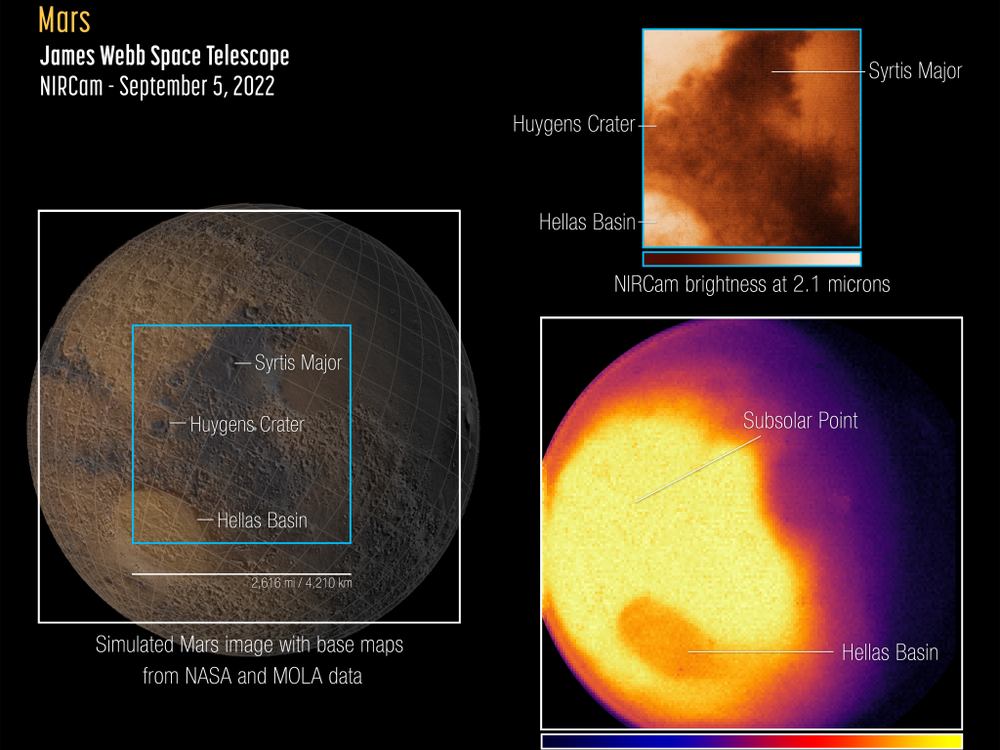 Mars
James Webb Space Telescope
NIRCam - September 5, 2022
Syrtis Major
Huygens Crater
Hellas Basin
NIRCam brightness at 2.1 microns
Syrtis Major
Huygens Crater
Hellas Basin
2,616 mi / 4,210 km
Simulated Mars image with base maps
from NASA and MOLA data
Subsolar Point
Hellas Basin